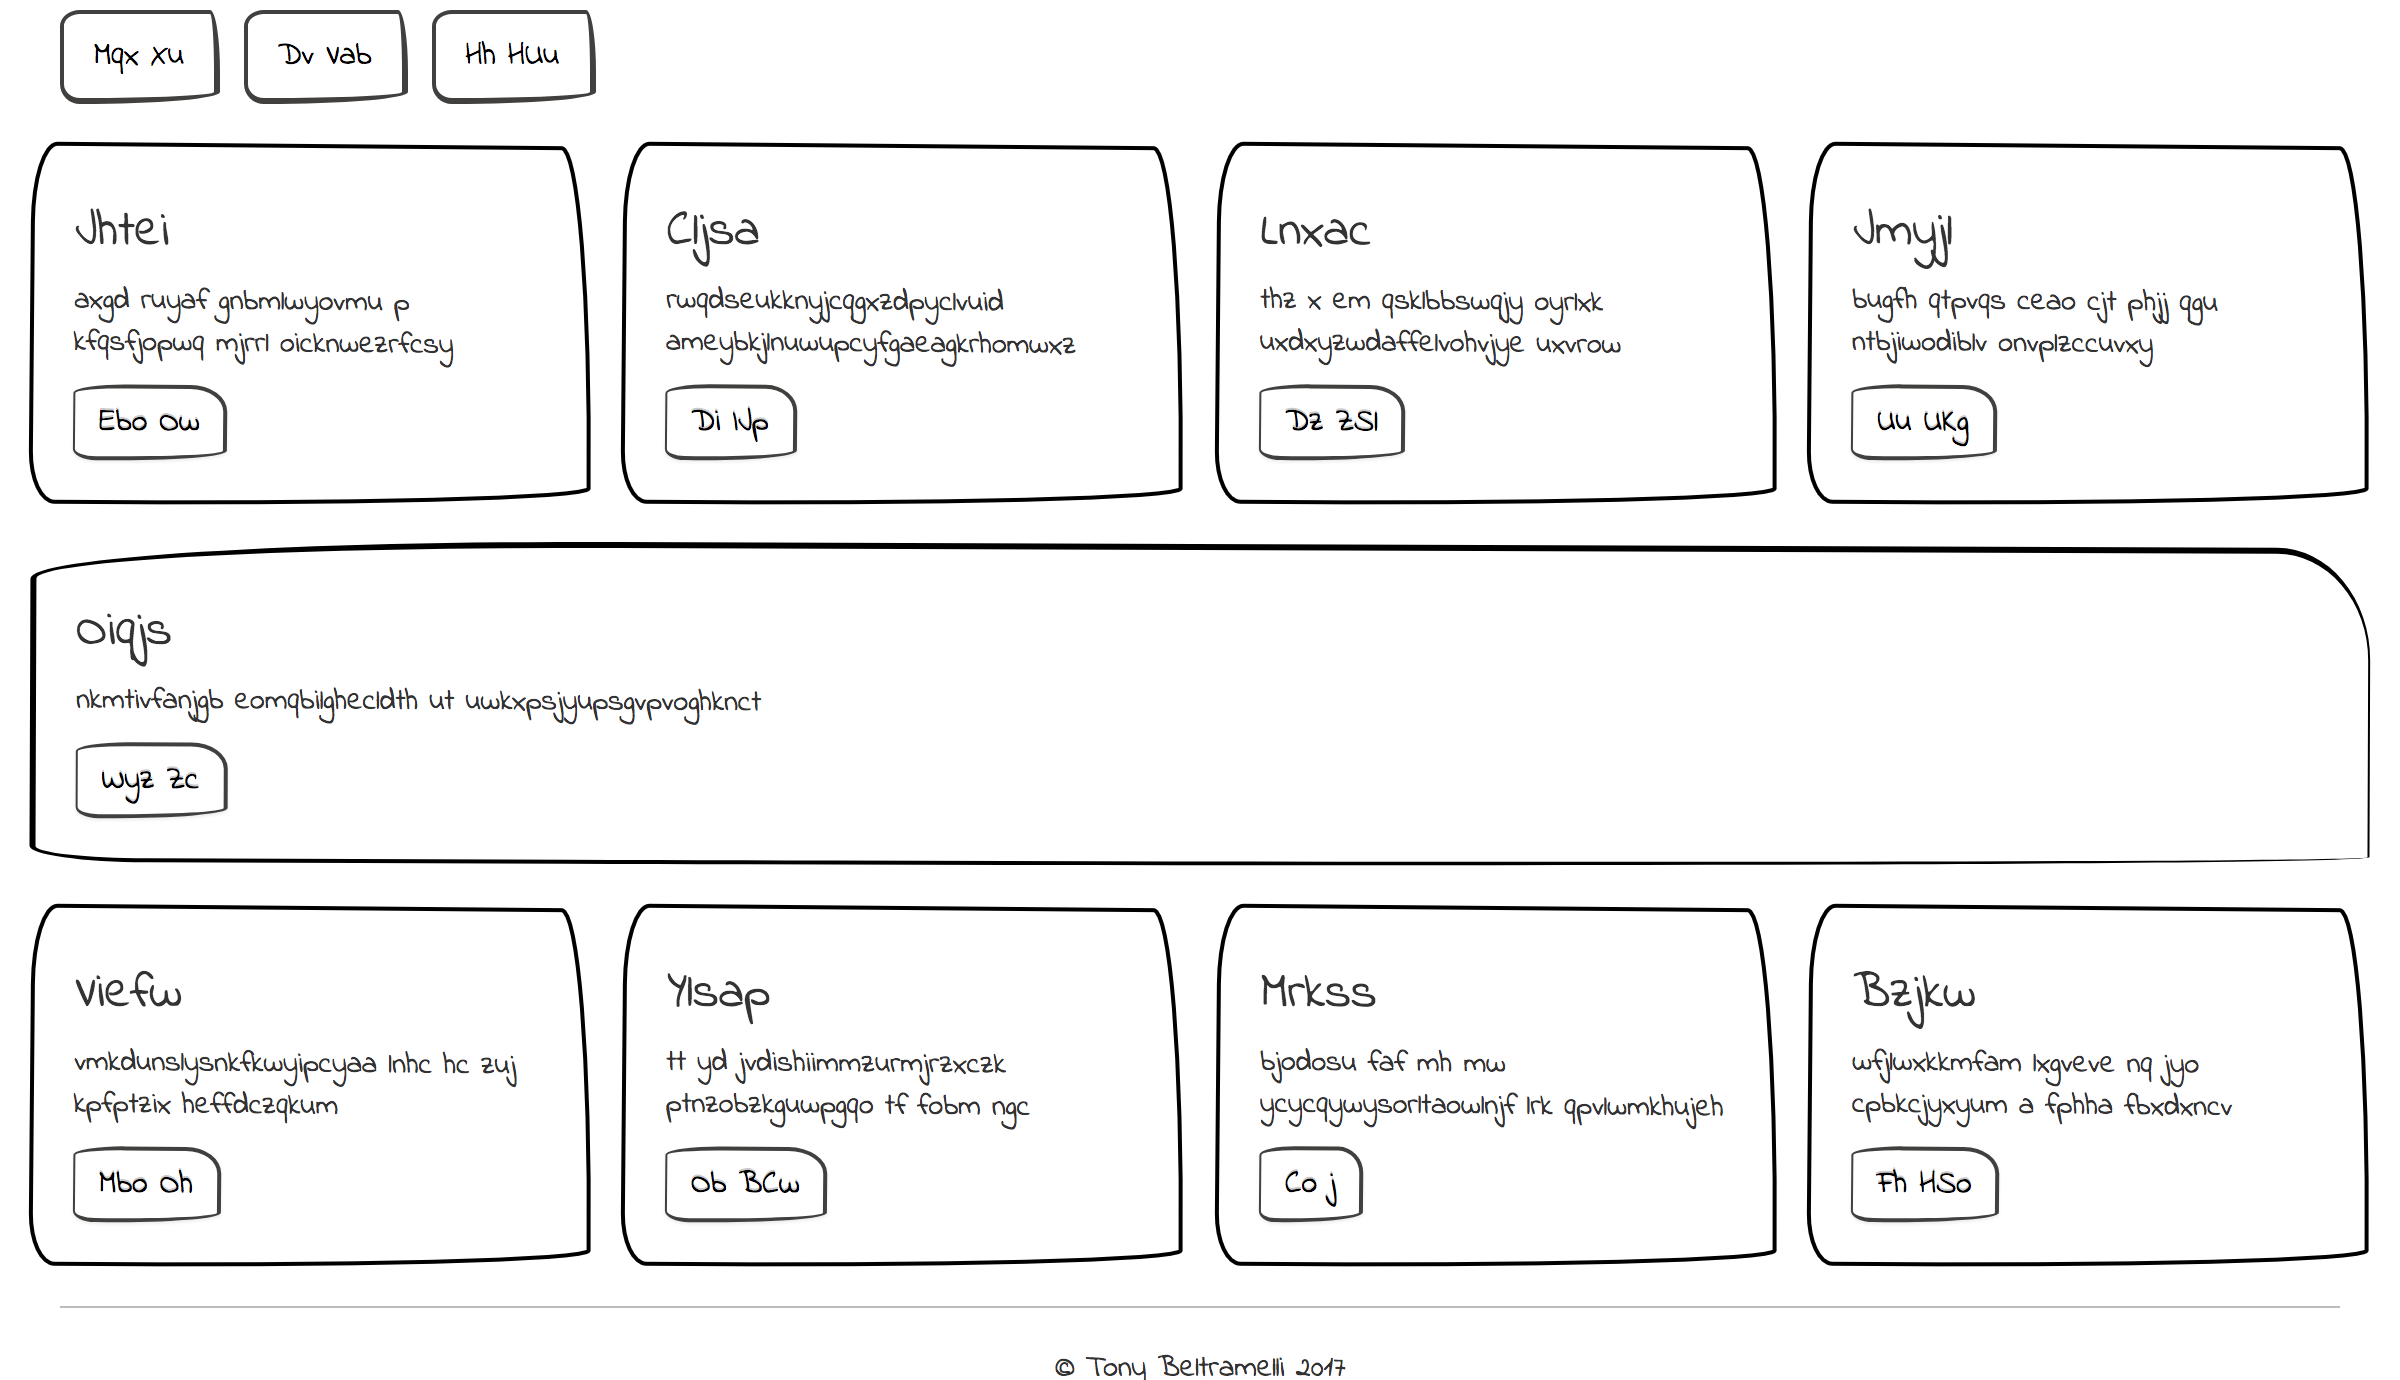 Mqx Xu
Dv Vab
Hh HUu
Jhtei
axgd ruyaf gnbmlwyovmu p
kfqsfjopwq mjrrl oicknwezrfcsy
Ebo Ow
Cljsa
rwqdseukknyjcqgxzdpyclvuid
ameybkjlnuwupcyfgaeagkrhomwxz
Di IJp
Lnxac
thz x em qsklbbswqjy oyrlxk
uxdxyzwdaffelvohvjye uxvrow
Dz ZSl
Jmyjl
bugfh qtpvqs ceao cjt phjj qgu
ntbjiwodiblv onvplzccuvxy
Uu UKg
Oiqjs
nkmtivfanjgb eomqbilghecldth ut uwkxpsjyupsgvpvoghknct
Wyz Zc
Viefw
vmkdunslysnkfkwyipcyaa lnhc hc zuj
kpfptzix heffdczqkum
Mbo Oh
Ylsap
tt yd jvdishiimmzurmjrzxczk
ptnzobzkguwpgqo tf fobm ngc
Ob BCw
Mrkss
bjodosu faf mh mw
ycycqywysorltaowlnjf lrk qpvlwmkhujeh
Co j
Bzjkw
wfjlwxkkmfam lxgveve nq jyo
cpbkcjyxyum a fphha fbxdxncv
Fh HSo
© Tony Beltramelli 2017